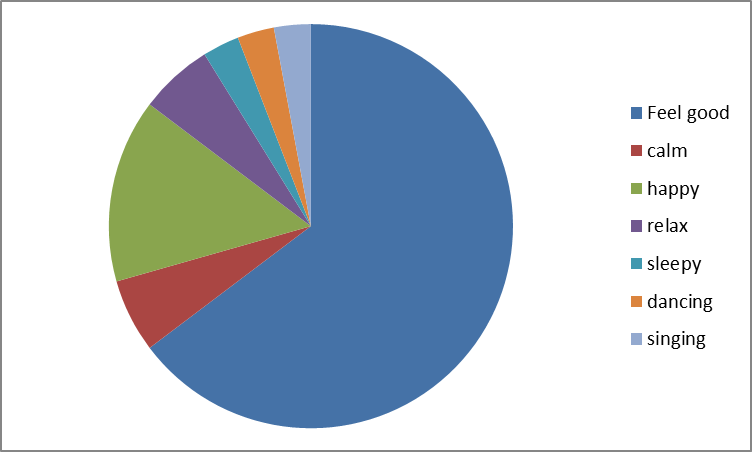 Feel good
calm
happy
relax
sleepy
dancing
singing